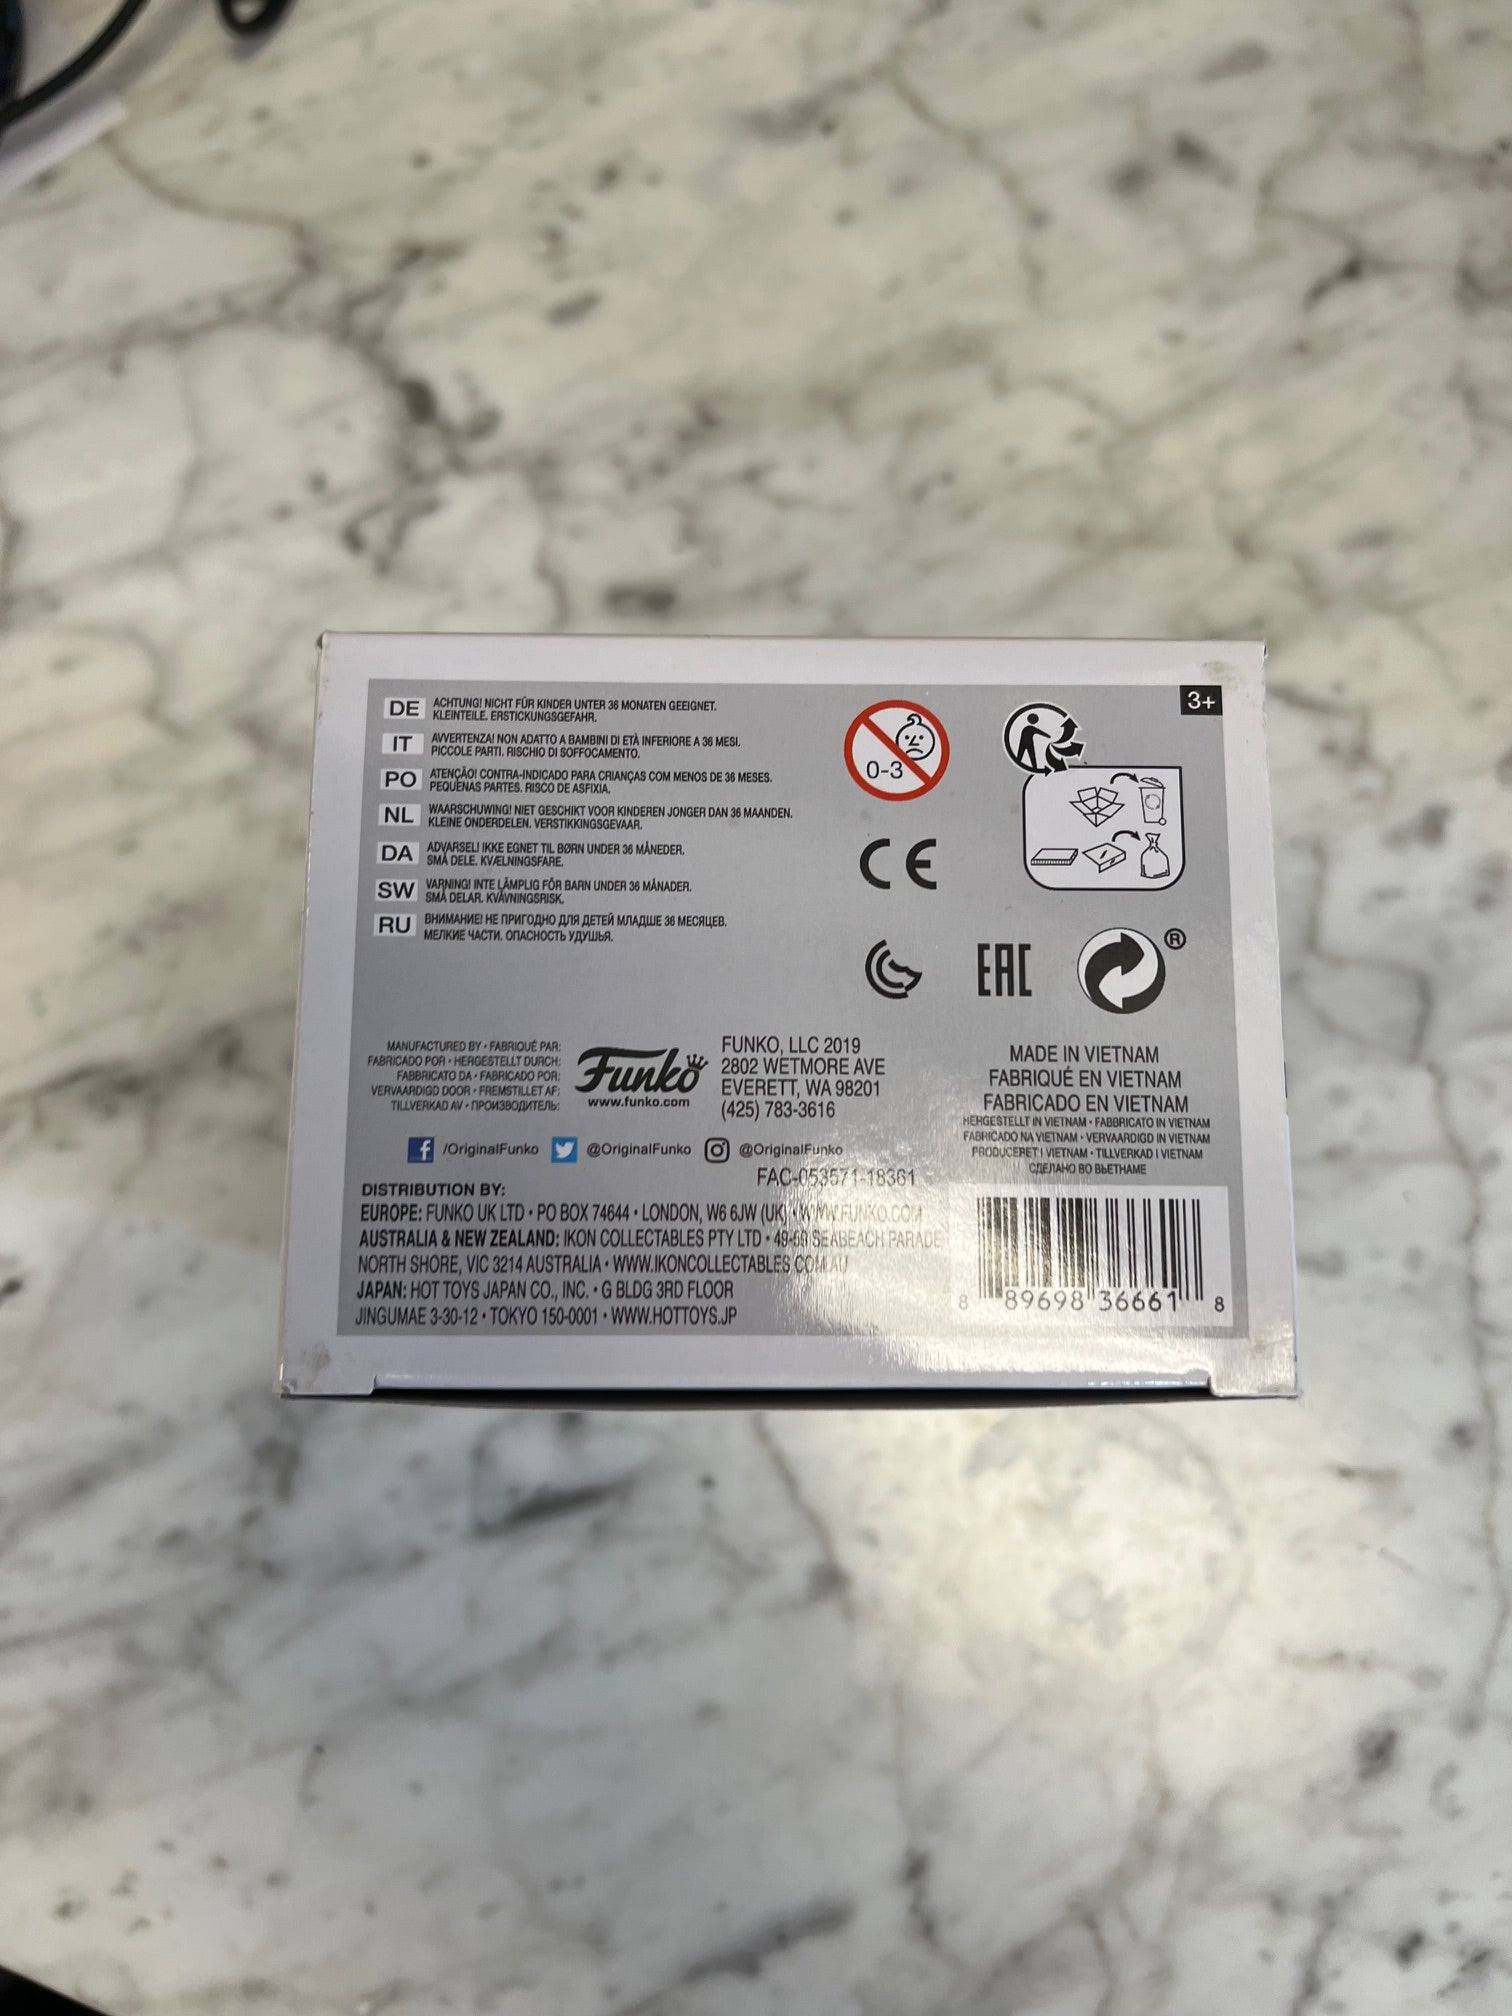 3+
DE ACHTUNG! NICHT FÜR KINDER UNTER 36 MONATEN GEEIGNET.
KLEINTEILE. ERSTICKUNGSGEFAHR.
IT AVVERTENZA! NON ADATTO A BAMBINI DI ETÀ INFERIORE A 36 MESI.
PICCOLE PARTI. RISCHIO DI SOFFOCAMENTO.
PO ATENÇÃO! CONTRA-INDICADO PARA CRIANÇAS COM MENOS DE 36 MESES.
PEQUENAS PARTES. RISCO DE ASFIXIA.
NL WAARSCHUWING! NIET GESCHIKT VOOR KINDEREN JONGER DAN 36 MAANDEN.
KLEINE ONDERDELEN. VERSTIKKINGSGEVAAR.
DA ADVARSEL! IKKE EGNET TIL BØRN UNDER 36 MÅNEDER.
SMÅ DELE. KVÆLNINGSFARE.
SW VARNING! INTE LÄMPLIG FÖR BARN UNDER 36 MÅNADER.
SMÅ DELAR. KVÄVNINGSRISK.
RU ВНИМАНИЕ! НЕ ПРИГОДНО ДЛЯ ДЕТЕЙ МЛАДШЕ 36 МЕСЯЦЕВ.
МЕЛКИЕ ЧАСТИ. ОПАСНОСТЬ УДУШЬЯ.
0-3
CE
EAC
®
MANUFACTURED BY • FABRIQUÉ PAR:
FABRICADO POR • HERGESTELLT DURCH:
FABBRICATO DA • FABRICADO POR:
VERVAARDIGD DOOR • FREMSTILLET AF:
TILLVERKAD AV • ПРОИЗВОДИТЕЛЬ:
Funko
www.funko.com
FUNKO, LLC 2019
2802 WETMORE AVE
EVERETT, WA 98201
(425) 783-3616
MADE IN VIETNAM
FABRIQUÉ EN VIETNAM
FABRICADO EN VIETNAM
HERGESTELLT IN VIETNAM • FABBRICATO IN VIETNAM
FABRICADO NA VIETNAM • VERVAARDIGD IN VIETNAM
PRODUCERET I VIETNAM • TILLVERKAD I VIETNAM
СДЕЛАНО ВО ВЬЕТНАМЕ
/OriginalFunko @OriginalFunko @OriginalFunko
FAC-053571-18361
DISTRIBUTION BY:
EUROPE: FUNKO UK LTD • PO BOX 74644 • LONDON, W6 6JW (UK) • WWW.FUNKO.COM
AUSTRALIA & NEW ZEALAND: IKON COLLECTABLES PTY LTD • 49-59 SEABEACH PARADE
NORTH SHORE, VIC 3214 AUSTRALIA • WWW.IKONCOLLECTABLES.COM.AU
JAPAN: HOT TOYS JAPAN CO., INC. • G BLDG 3RD FLOOR
JINGUMAE 3-30-12 • TOKYO 150-0001 • WWW.HOTTOYS.JP
8 89698 36661 8